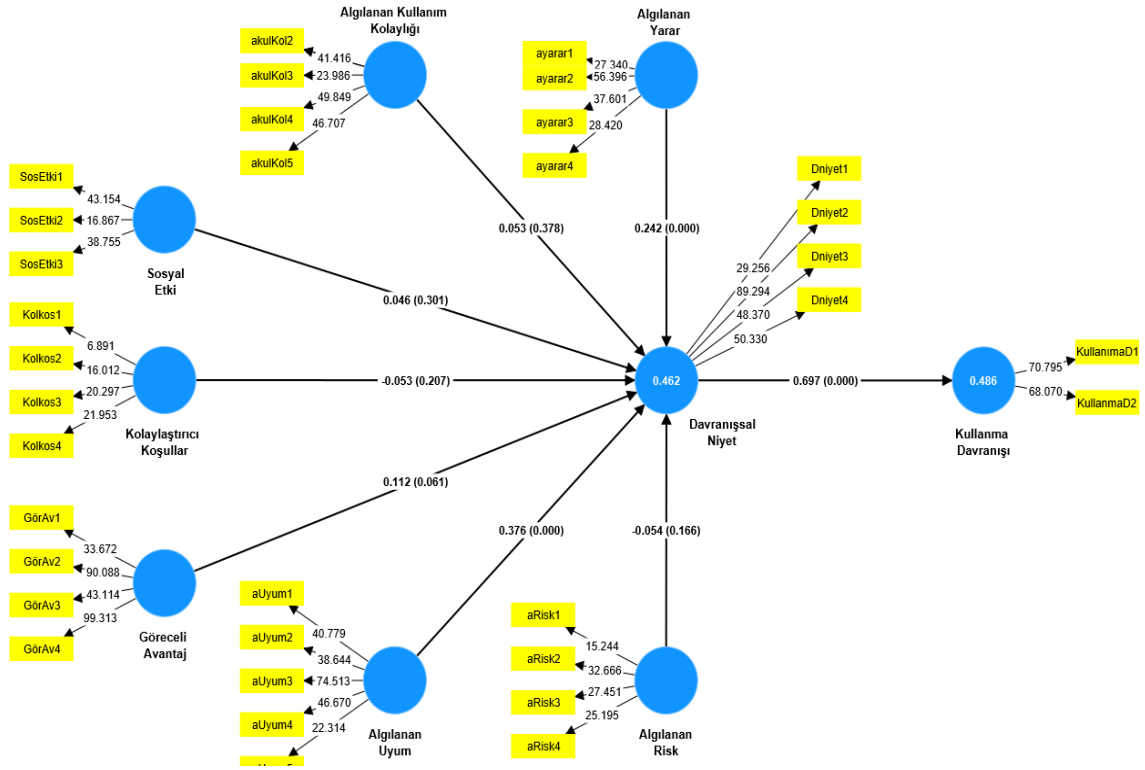 Algılanan Kullanım
Kolaylığı
akulKol2
akulKol3
akulKol4
akulKol5
41.416
23.986
49.849
46.707
Algılanan
Yarar
ayarar1
ayarar2
ayarar3
ayarar4
27.340
56.396
37.601
28.420
SosEtki1
SosEtki2
SosEtki3
43.154
16.867
38.755
Sosyal
Etki
0.053 (0.378)
0.242 (0.000)
0.046 (0.301)
Dniyet1
Dniyet2
Dniyet3
Dniyet4
29.256
89.294
48.370
50.330
Kolkos1
Kolkos2
Kolkos3
Kolkos4
6.891
16.012
20.297
21.953
Kolaylaştırıcı
Koşullar
-0.053 (0.207)
0.462
Davranışsal
Niyet
0.697 (0.000)
0.486
Kullanma
Davranışı
70.795
68.070
KullanımaD1
KullanmaD2
GörAv1
GörAv2
GörAv3
GörAv4
33.672
90.088
43.114
99.313
Göreceli
Avantaj
0.112 (0.061)
0.376 (0.000)
-0.054 (0.166)
aUyum1
aUyum2
aUyum3
aUyum4
40.779
38.644
74.513
46.670
22.314
Algılanan
Uyum
aRisk1
aRisk2
aRisk3
aRisk4
15.244
32.666
27.451
25.195
Algılanan
Risk